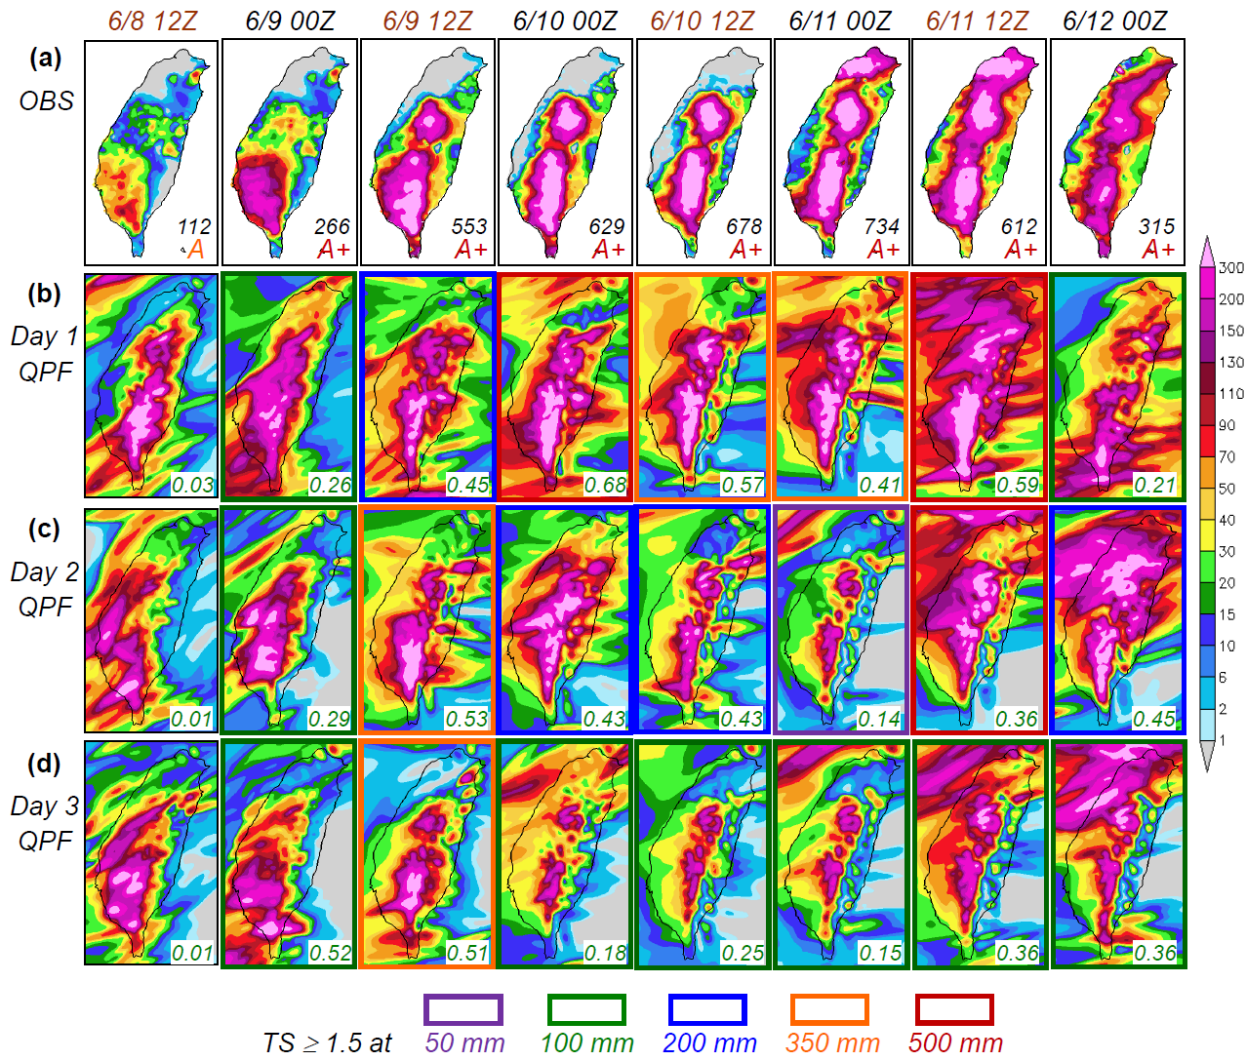 6/8 12Z 6/9 00Z 6/9 12Z 6/10 00Z 6/10 12Z 6/11 00Z 6/11 12Z 6/12 00Z
(a)
OBS
112 266 553 629 678 734 612 315
A A+ A+ A+ A+ A+ A+ A+
(b)
Day 1
QPF
0.03 0.26 0.45 0.68 0.57 0.41 0.59 0.21
(c)
Day 2
QPF
0.01 0.29 0.53 0.43 0.43 0.14 0.36 0.45
(d)
Day 3
QPF
0.01 0.52 0.51 0.18 0.25 0.15 0.36 0.36
300
200
150
130
110
90
70
50
40
30
20
15
10
6
2
1
TS ≥ 1.5 at 50 mm 100 mm 200 mm 350 mm 500 mm